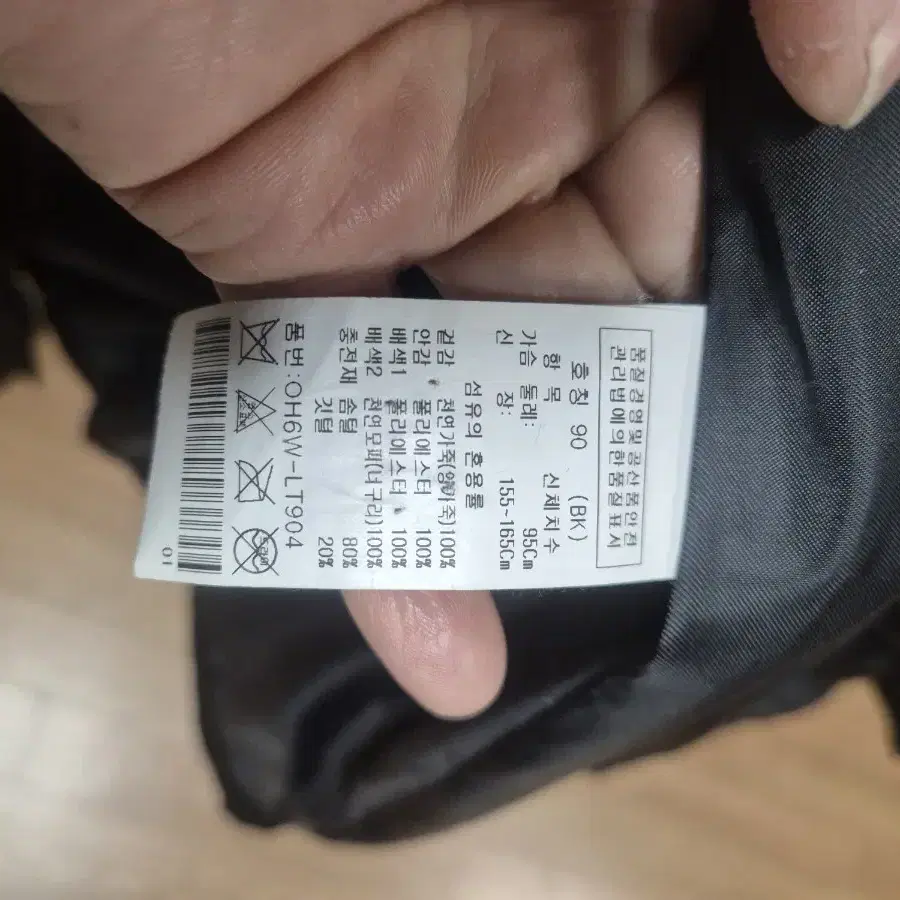 품질경영및 공산품안전
관리법에의한품질표시
호칭 90 (BK)
항 목 신체치수
가슴 둘레: 95Cm
신 장: 155~165Cm
섬유의 혼용률
겉감 천연가죽(양가죽)100%
안감 폴리에스터 100%
배색1 폴리에스터 100%
배색2 천연모피(너구리)100%
충전재 솜털 80%
깃털 20%
품번:OH6W-LT904
01